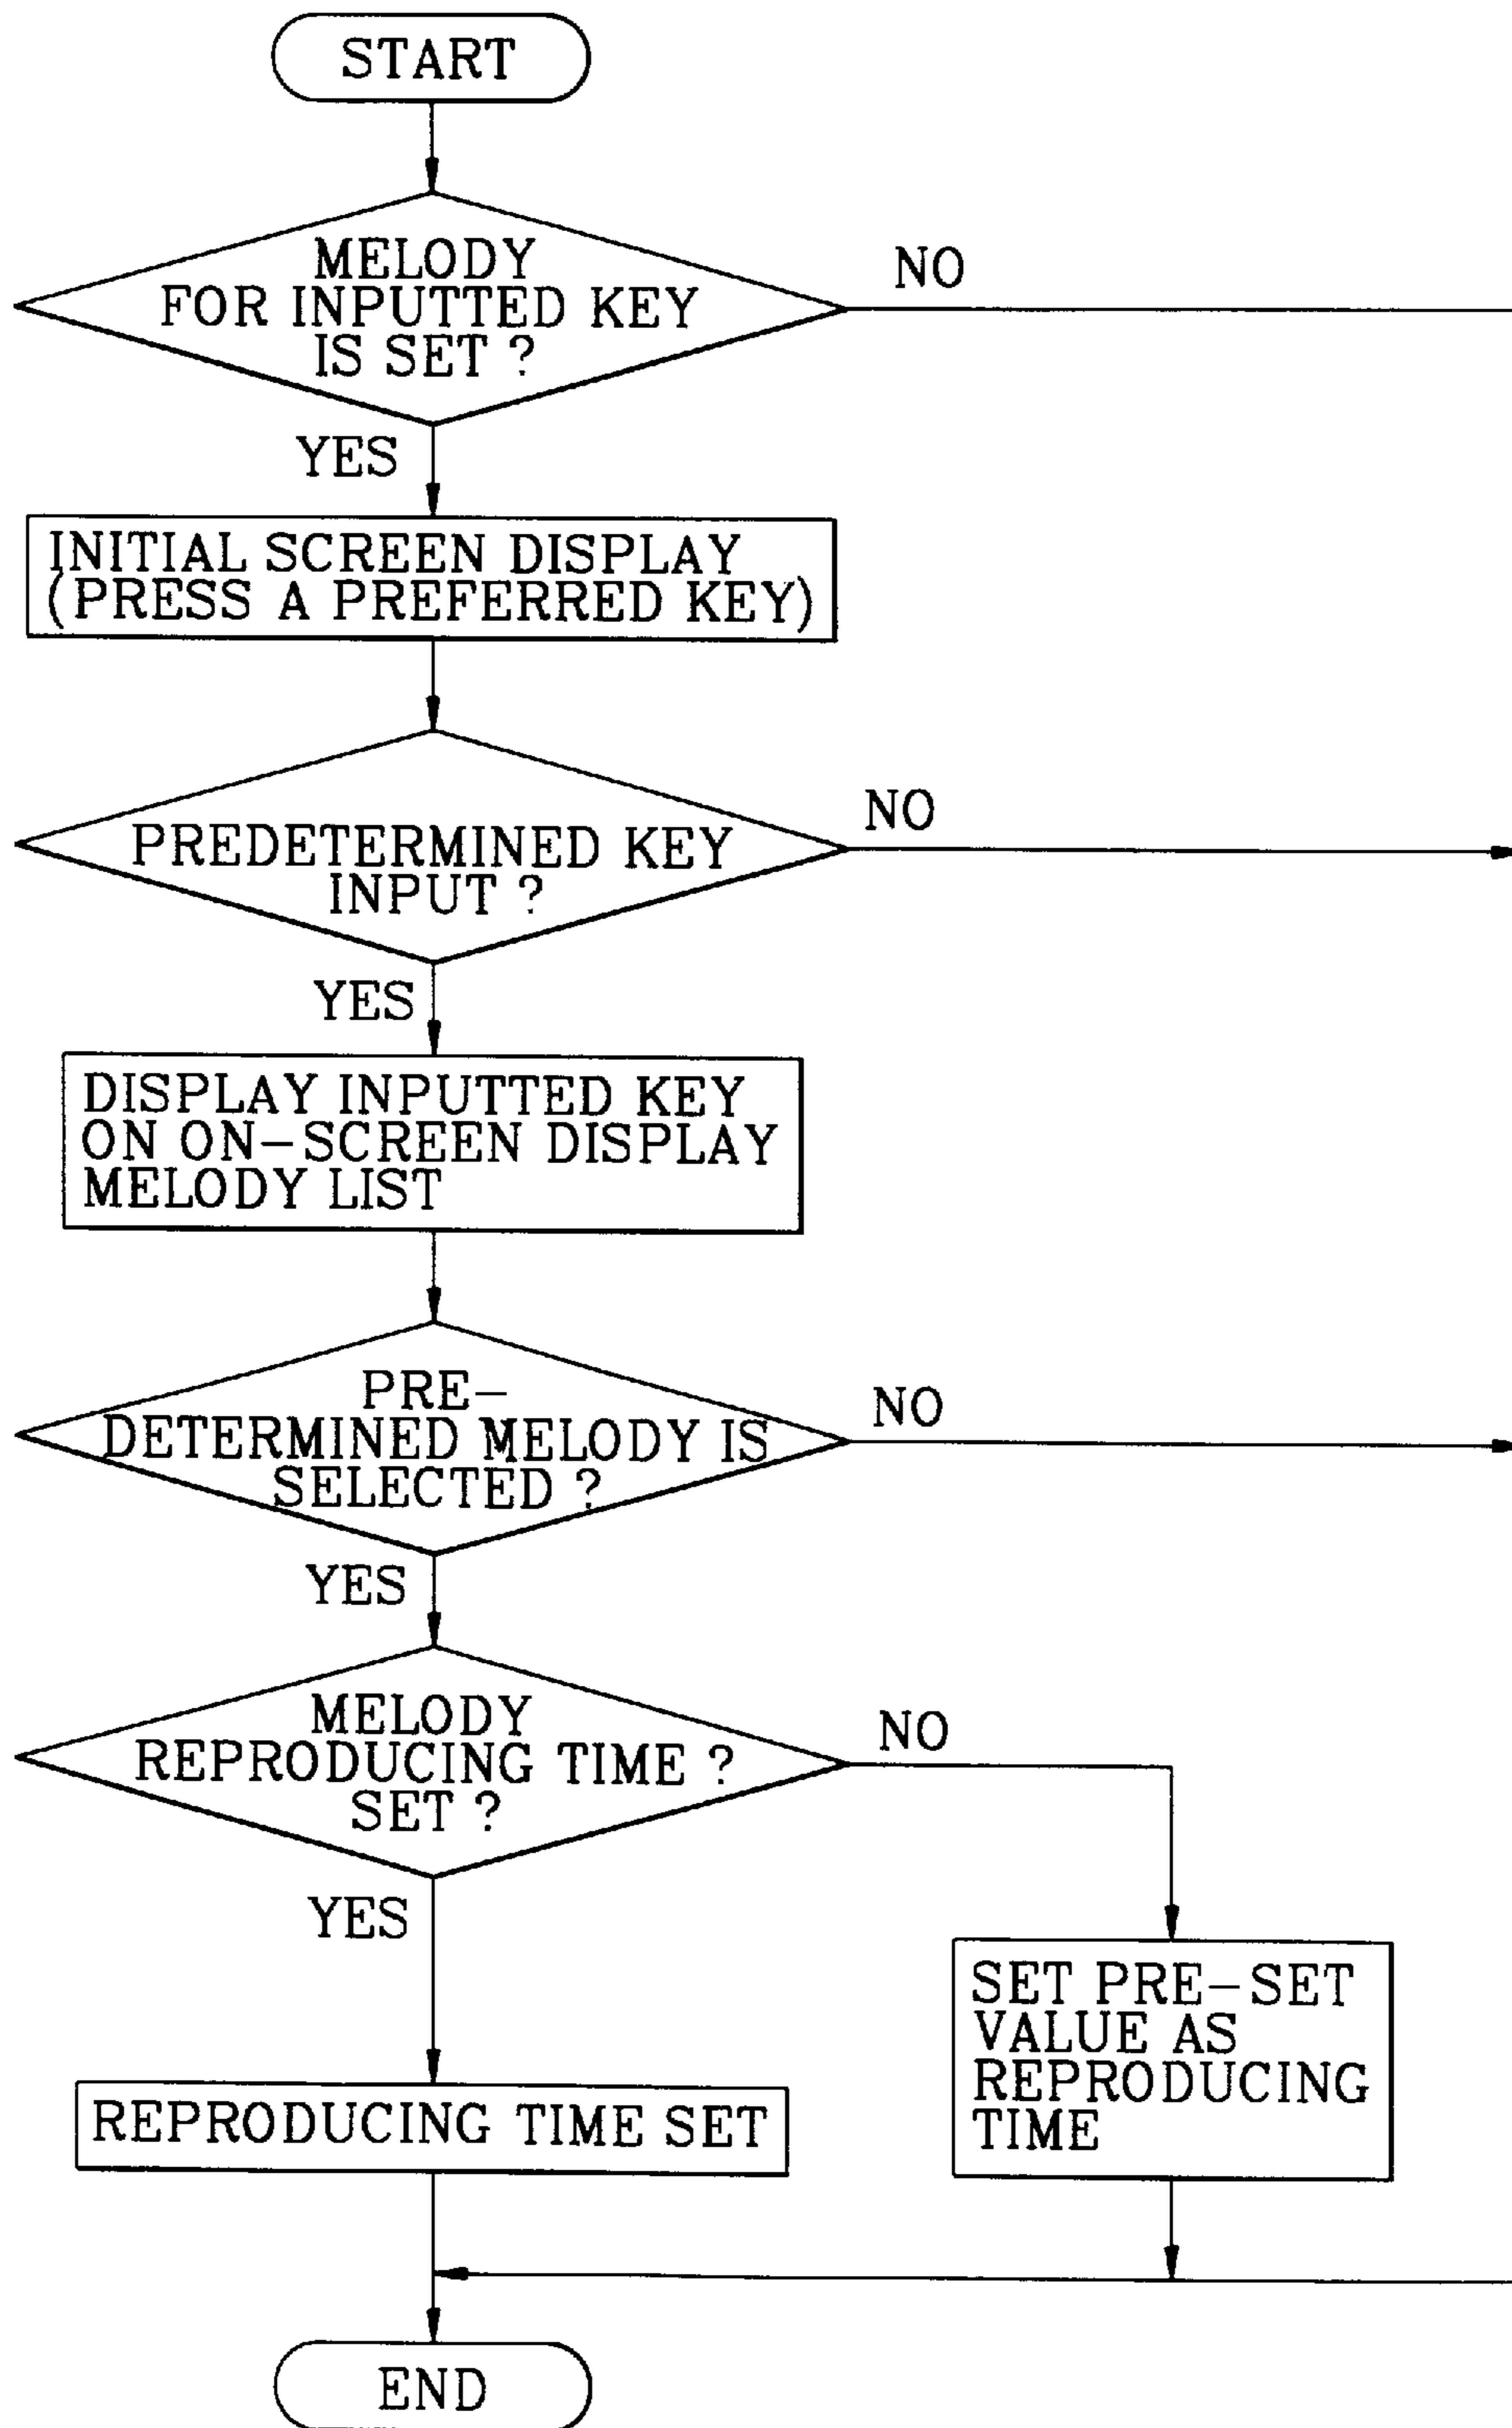 START
MELODY
FOR INPUTTED KEY
IS SET ?
NO
YES
INITIAL SCREEN DISPLAY
(PRESS A PREFERRED KEY)
PREDETERMINED KEY
INPUT ?
NO
YES
DISPLAY INPUTTED KEY
ON ON-SCREEN DISPLAY
MELODY LIST
PRE-
DETERMINED MELODY IS
SELECTED ?
NO
YES
MELODY
REPRODUCING TIME ?
SET ?
NO
YES
SET PRE-SET
VALUE AS
REPRODUCING
TIME
REPRODUCING TIME SET
END